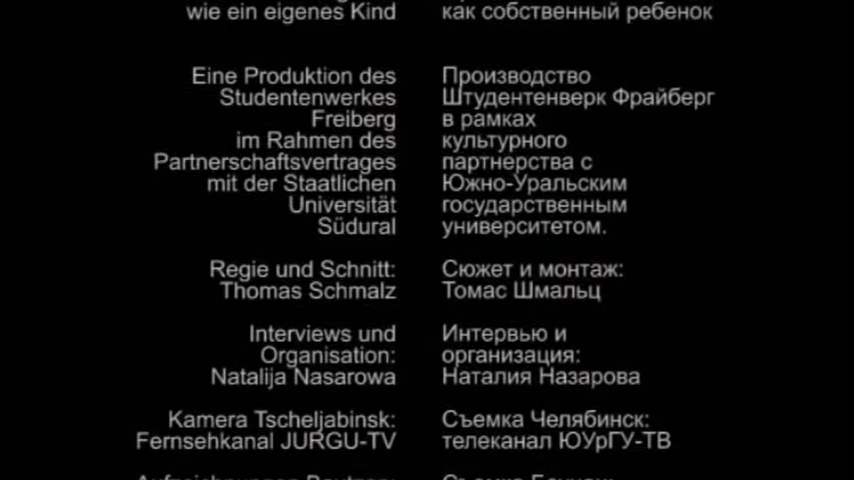 wie ein eigenes Kind
как собственный ребенок
Eine Produktion des
Studentenwerkes
Freiberg
im Rahmen des
Partnerschaftsvertrages
mit der Staatlichen
Universität
Südural
Производство
Штудентенверк Фрайберг
в рамках
культурного
партнерства с
Южно-Уральским
государственным
университетом.
Regie und Schnitt:
Thomas Schmalz
Сюжет и монтаж:
Томас Шмальц
Interviews und
Organisation:
Natalija Nasarowa
Интервью и
организация:
Наталия Назарова
Kamera Tscheljabinsk:
Fernsehkanal JURGU-TV
Съемка Челябинск:
телеканал ЮУрГУ-ТВ